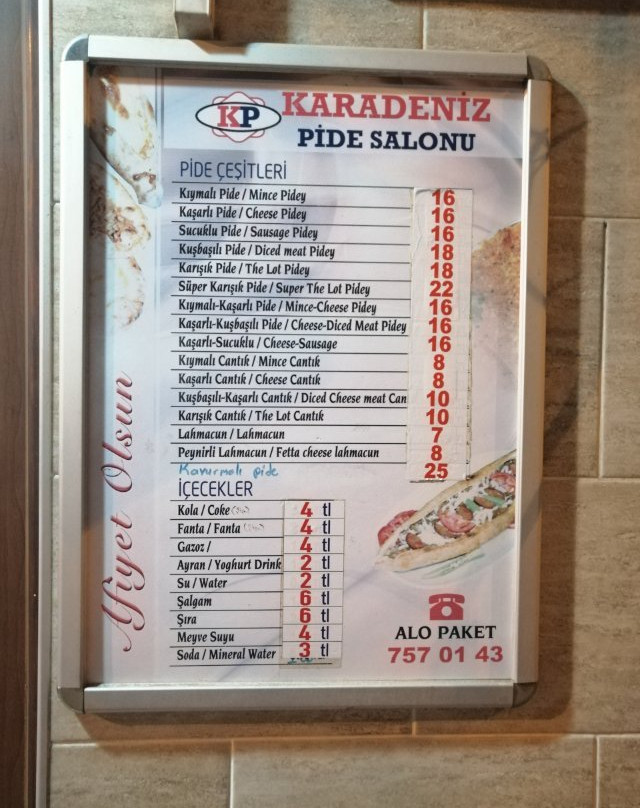 KP KARADENİZ
PİDE SALONU
PİDE ÇEŞİTLERİ
Kıymalı Pide / Mince Pidey 16
Kaşarlı Pide / Cheese Pidey 16
Sucuklu Pide / Sausage Pidey 16
Kuşbaşılı Pide / Diced meat Pidey 18
Karışık Pide / The Lot Pidey 18
Süper Karışık Pide / Super The Lot Pidey 22
Kıymalı-Kaşarlı Pide / Mince-Cheese Pidey 16
Kaşarlı-Kuşbaşılı Pide / Cheese-Diced Meat Pidey 16
Kaşarlı-Sucuklu / Cheese-Sausage 16
Kıymalı Cantık / Mince Cantık 8
Kaşarlı Cantık / Cheese Cantık 8
Kuşbaşılı-Kaşarlı Cantık / Diced Cheese meat Can 10
Karışık Cantık / The Lot Cantık 10
Lahmacun / Lahmacun 7
Peynirli Lahmacun / Fetta cheese lahmacun 8
Kavurmalı pide 25
İÇECEKLER
Kola / Coke 4 tl
Fanta / Fanta 4 tl
Gazoz / 4 tl
Ayran / Yoghurt Drink 2 tl
Su / Water 2 tl
Şalgam 6 tl
Şıra 6 tl
Meyve Suyu 4 tl
Soda / Mineral Water 3 tl
Afiyet Olsun
ALO PAKET
757 01 43